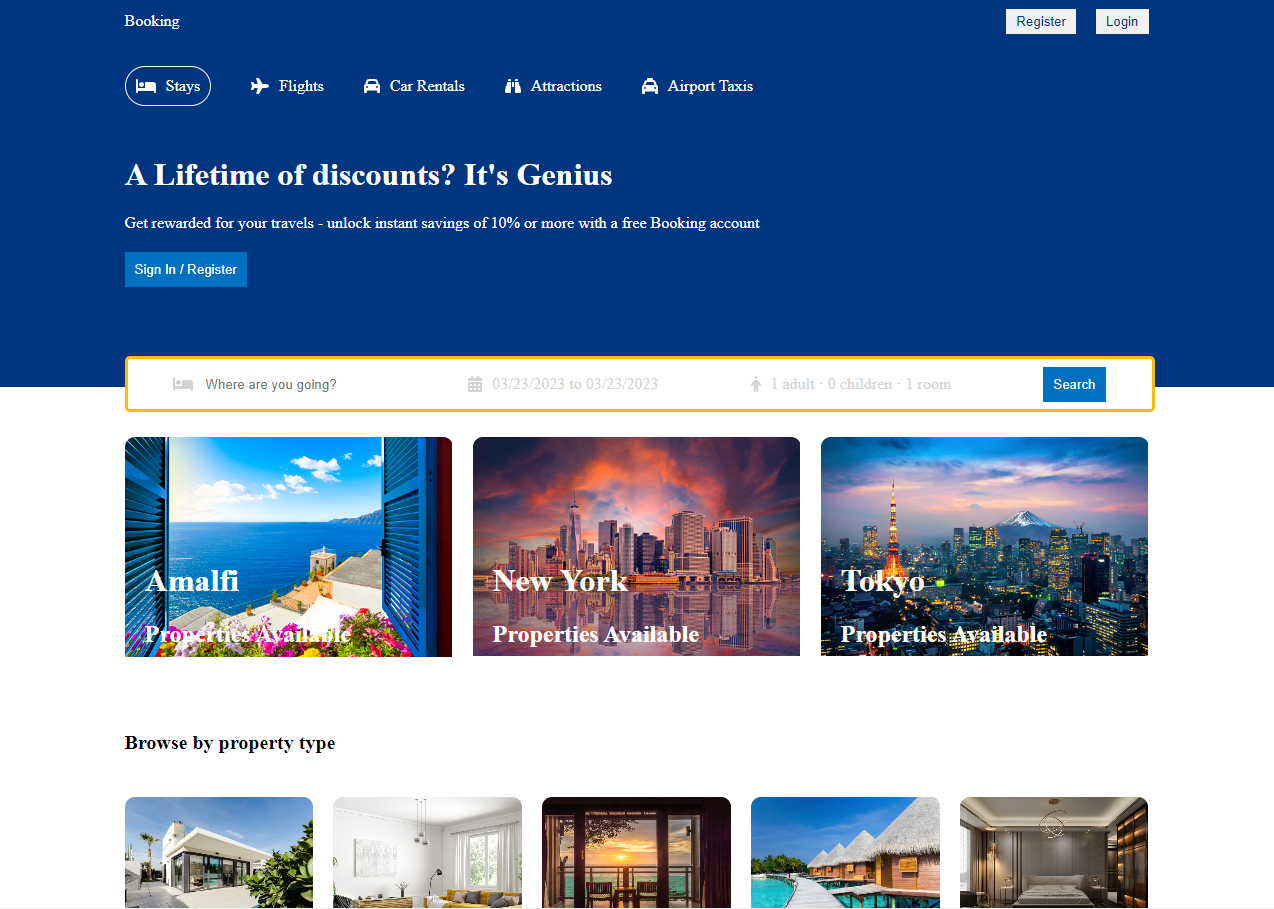 Booking
Register
Login
Stays
Flights
Car Rentals
Attractions
Airport Taxis
A Lifetime of discounts? It's Genius
Get rewarded for your travels - unlock instant savings of 10% or more with a free Booking account
Sign In / Register
Where are you going?
03/23/2023 to 03/23/2023
1 adult · 0 children · 1 room
Search
Amalfi
Properties Available
New York
Properties Available
Tokyo
Properties Available
Browse by property type